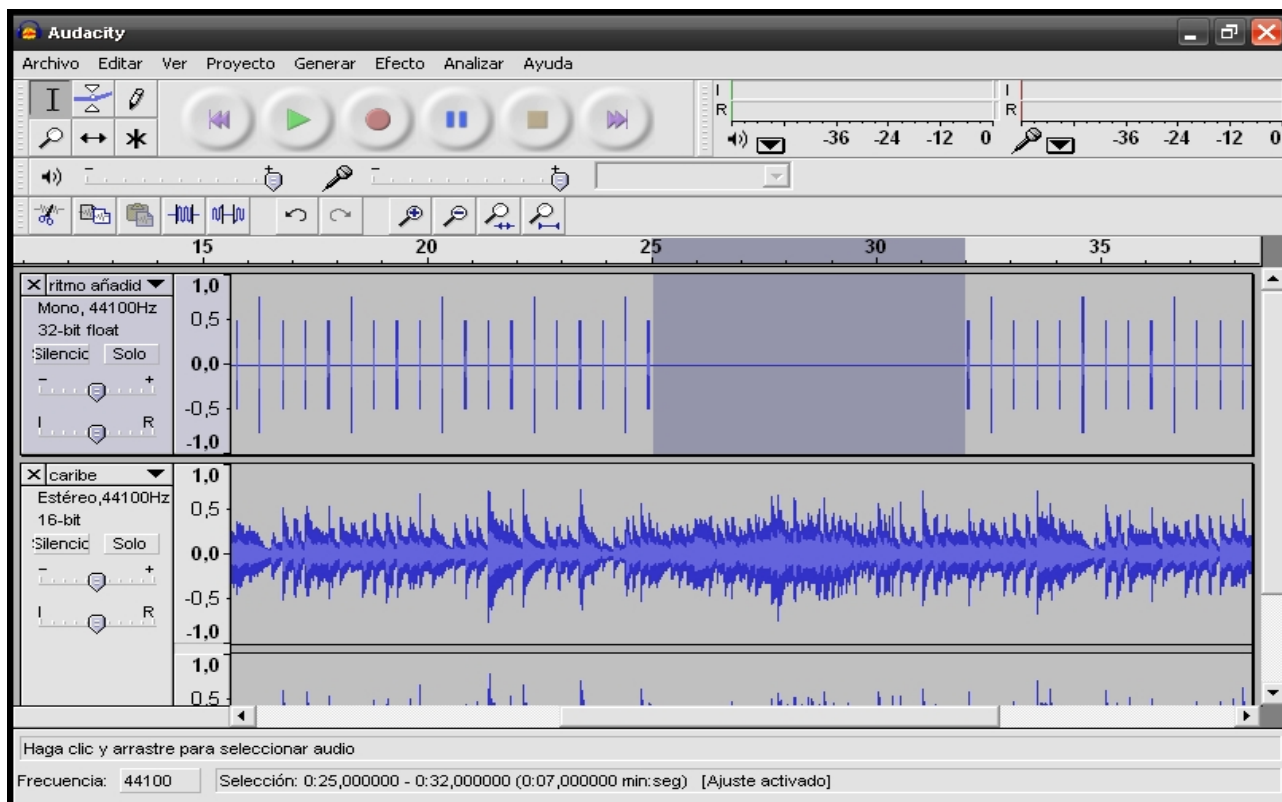 Audacity
Archivo Editar Ver Proyecto Generar Efecto Analizar Ayuda
I
R
-36 -24 -12 0
I
R
-36 -24 -12 0
- +
- +
15 20 25 30 35
ritmo añadid
Mono, 44100Hz
32-bit float
Silencic Solo
- +
I R
1,0
0,5
0,0
-0,5
-1,0
caribe
Estéreo,44100Hz
16-bit
Silencic Solo
- +
I R
1,0
0,5
0,0
-0,5
-1,0
1,0
0,5
Haga clic y arrastre para seleccionar audio
Frecuencia: 44100 Selección: 0:25,000000 - 0:32,000000 (0:07,000000 min:seg) [Ajuste activado]